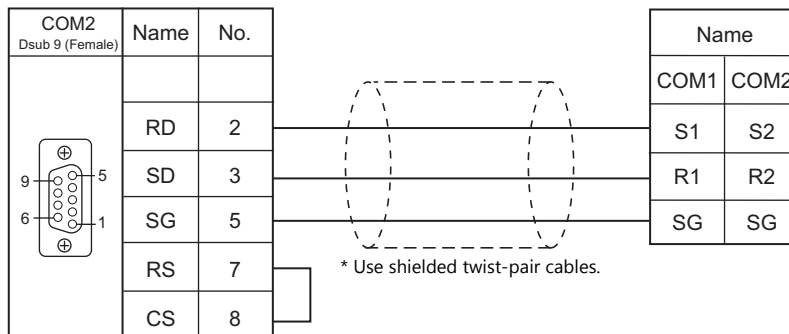 COM2
Dsub 9 (Female)
Name No.
RD 2
SD 3
SG 5
RS 7
CS 8
9 5
6 1
* Use shielded twist-pair cables.
Name
COM1 COM2
S1 S2
R1 R2
SG SG